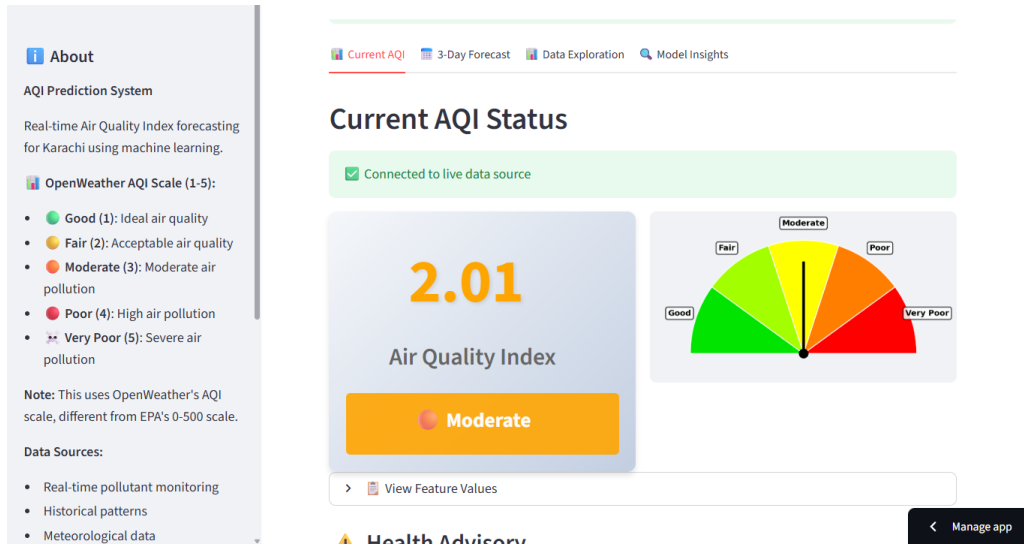 About
AQI Prediction System
Real-time Air Quality Index forecasting
for Karachi using machine learning.
OpenWeather AQI Scale (1-5):
Good (1): Ideal air quality
Fair (2): Acceptable air quality
Moderate (3): Moderate air
pollution
Poor (4): High air pollution
Very Poor (5): Severe air
pollution
Note: This uses OpenWeather's AQI
scale, different from EPA's 0-500 scale.
Data Sources:
Real-time pollutant monitoring
Historical patterns
Meteorological data
Current AQI
3-Day Forecast
Data Exploration
Model Insights
Current AQI Status
Connected to live data source
2.01
Air Quality Index
Moderate
Good
Fair
Moderate
Poor
Very Poor
View Feature Values
Health Advisory
Manage app